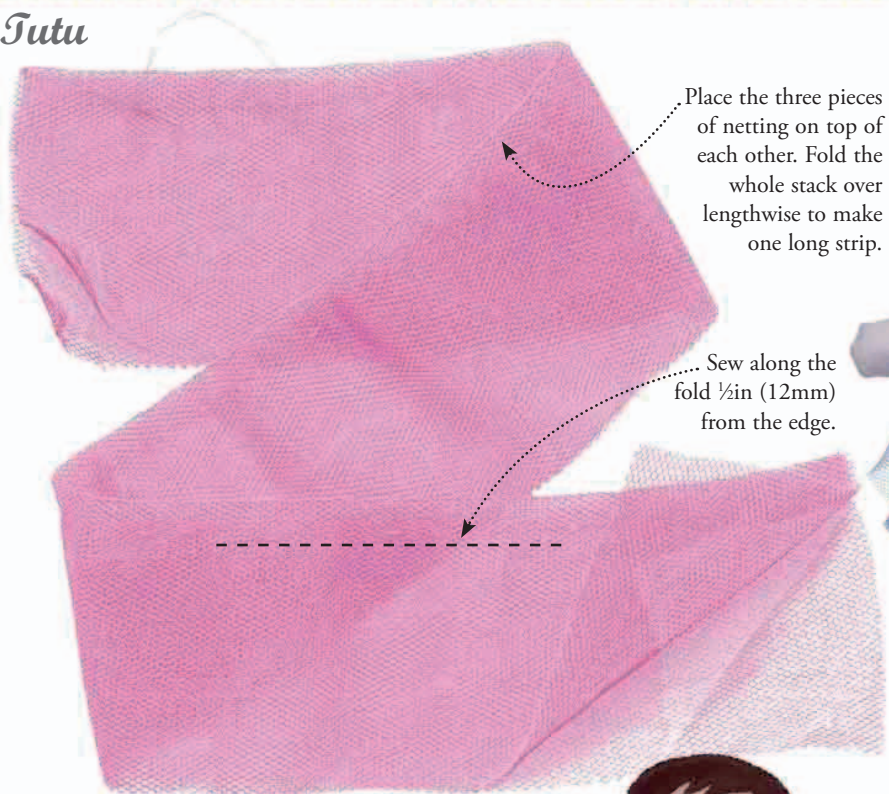 Tutu
Place the three pieces
of netting on top of
each other. Fold the
whole stack over
lengthwise to make
one long strip.
Sew along the
fold ½in (12mm)
from the edge.